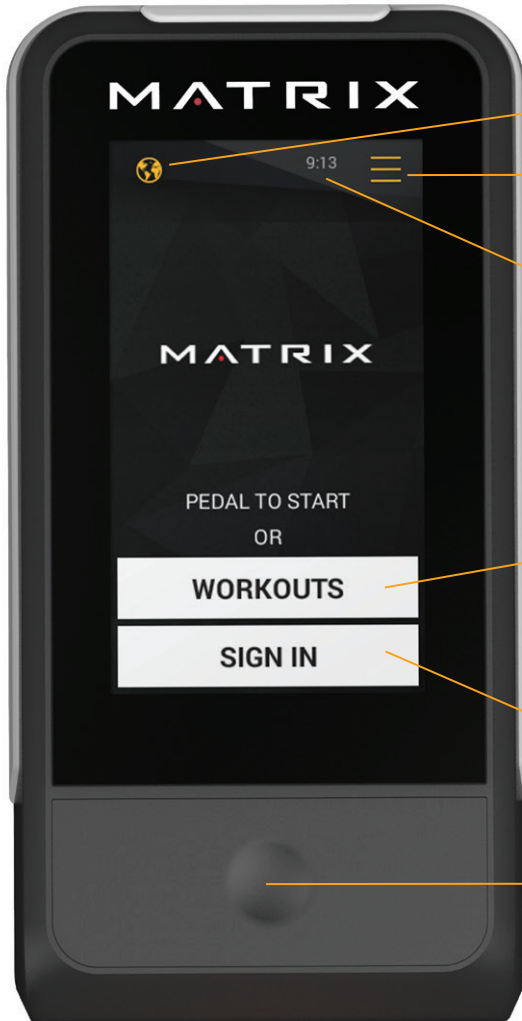 MATRIX
9:13
MATRIX
PEDAL TO START
OR
WORKOUTS
SIGN IN